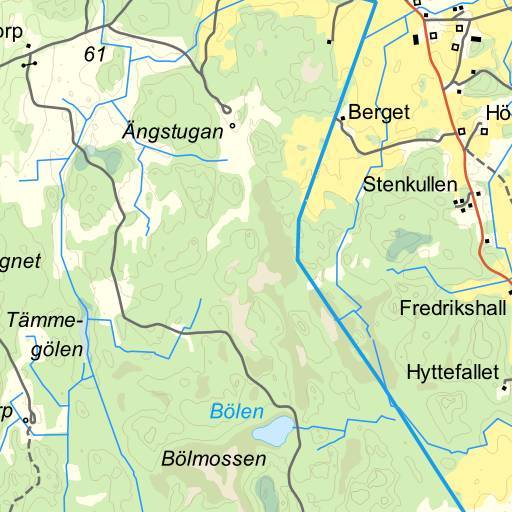 61
Berget
Ängstugan
Stenkullen
Fredrikshall
Tämme-
gölen
Hyttefallet
Bölen
Bölmossen